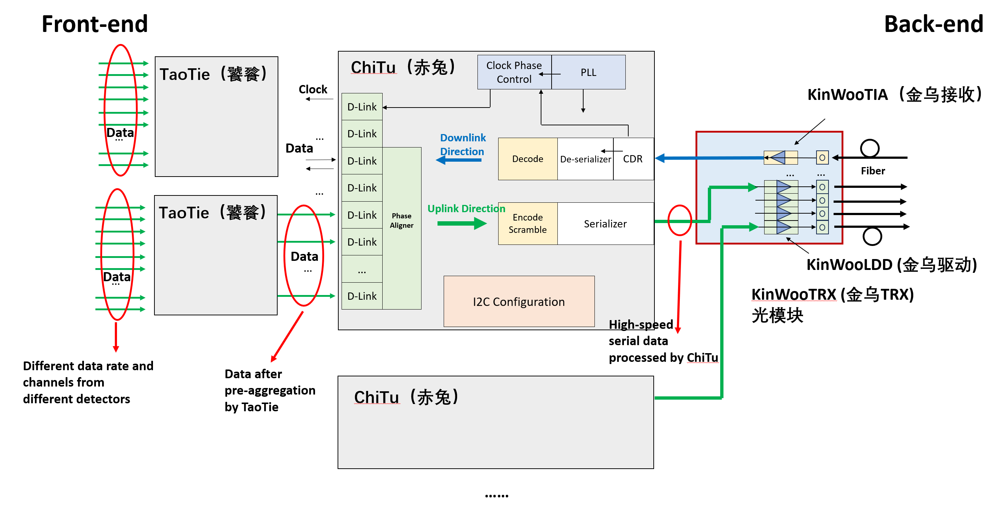 Front-end
Back-end
TaoTie（饕餮）
Data
...
TaoTie（饕餮）
Data
...
Different data rate and
channels from
different detectors
Clock
...
Data
...
Data
...
Data after
pre-aggregation
by TaoTie
ChiTu（赤兔）
Clock Phase
Control
PLL
D-Link
D-Link
D-Link
D-Link
D-Link
D-Link
...
D-Link
Phase
Aligner
Downlink
Direction
Decode
De-serializer
CDR
Uplink Direction
Encode
Scramble
Serializer
I2C Configuration
High-speed
serial data
processed by ChiTu
ChiTu（赤兔）
......
KinWooTIA（金乌接收）
Fiber
...
...
KinWooLDD (金乌驱动)
KinWooTRX (金乌TRX)
光模块